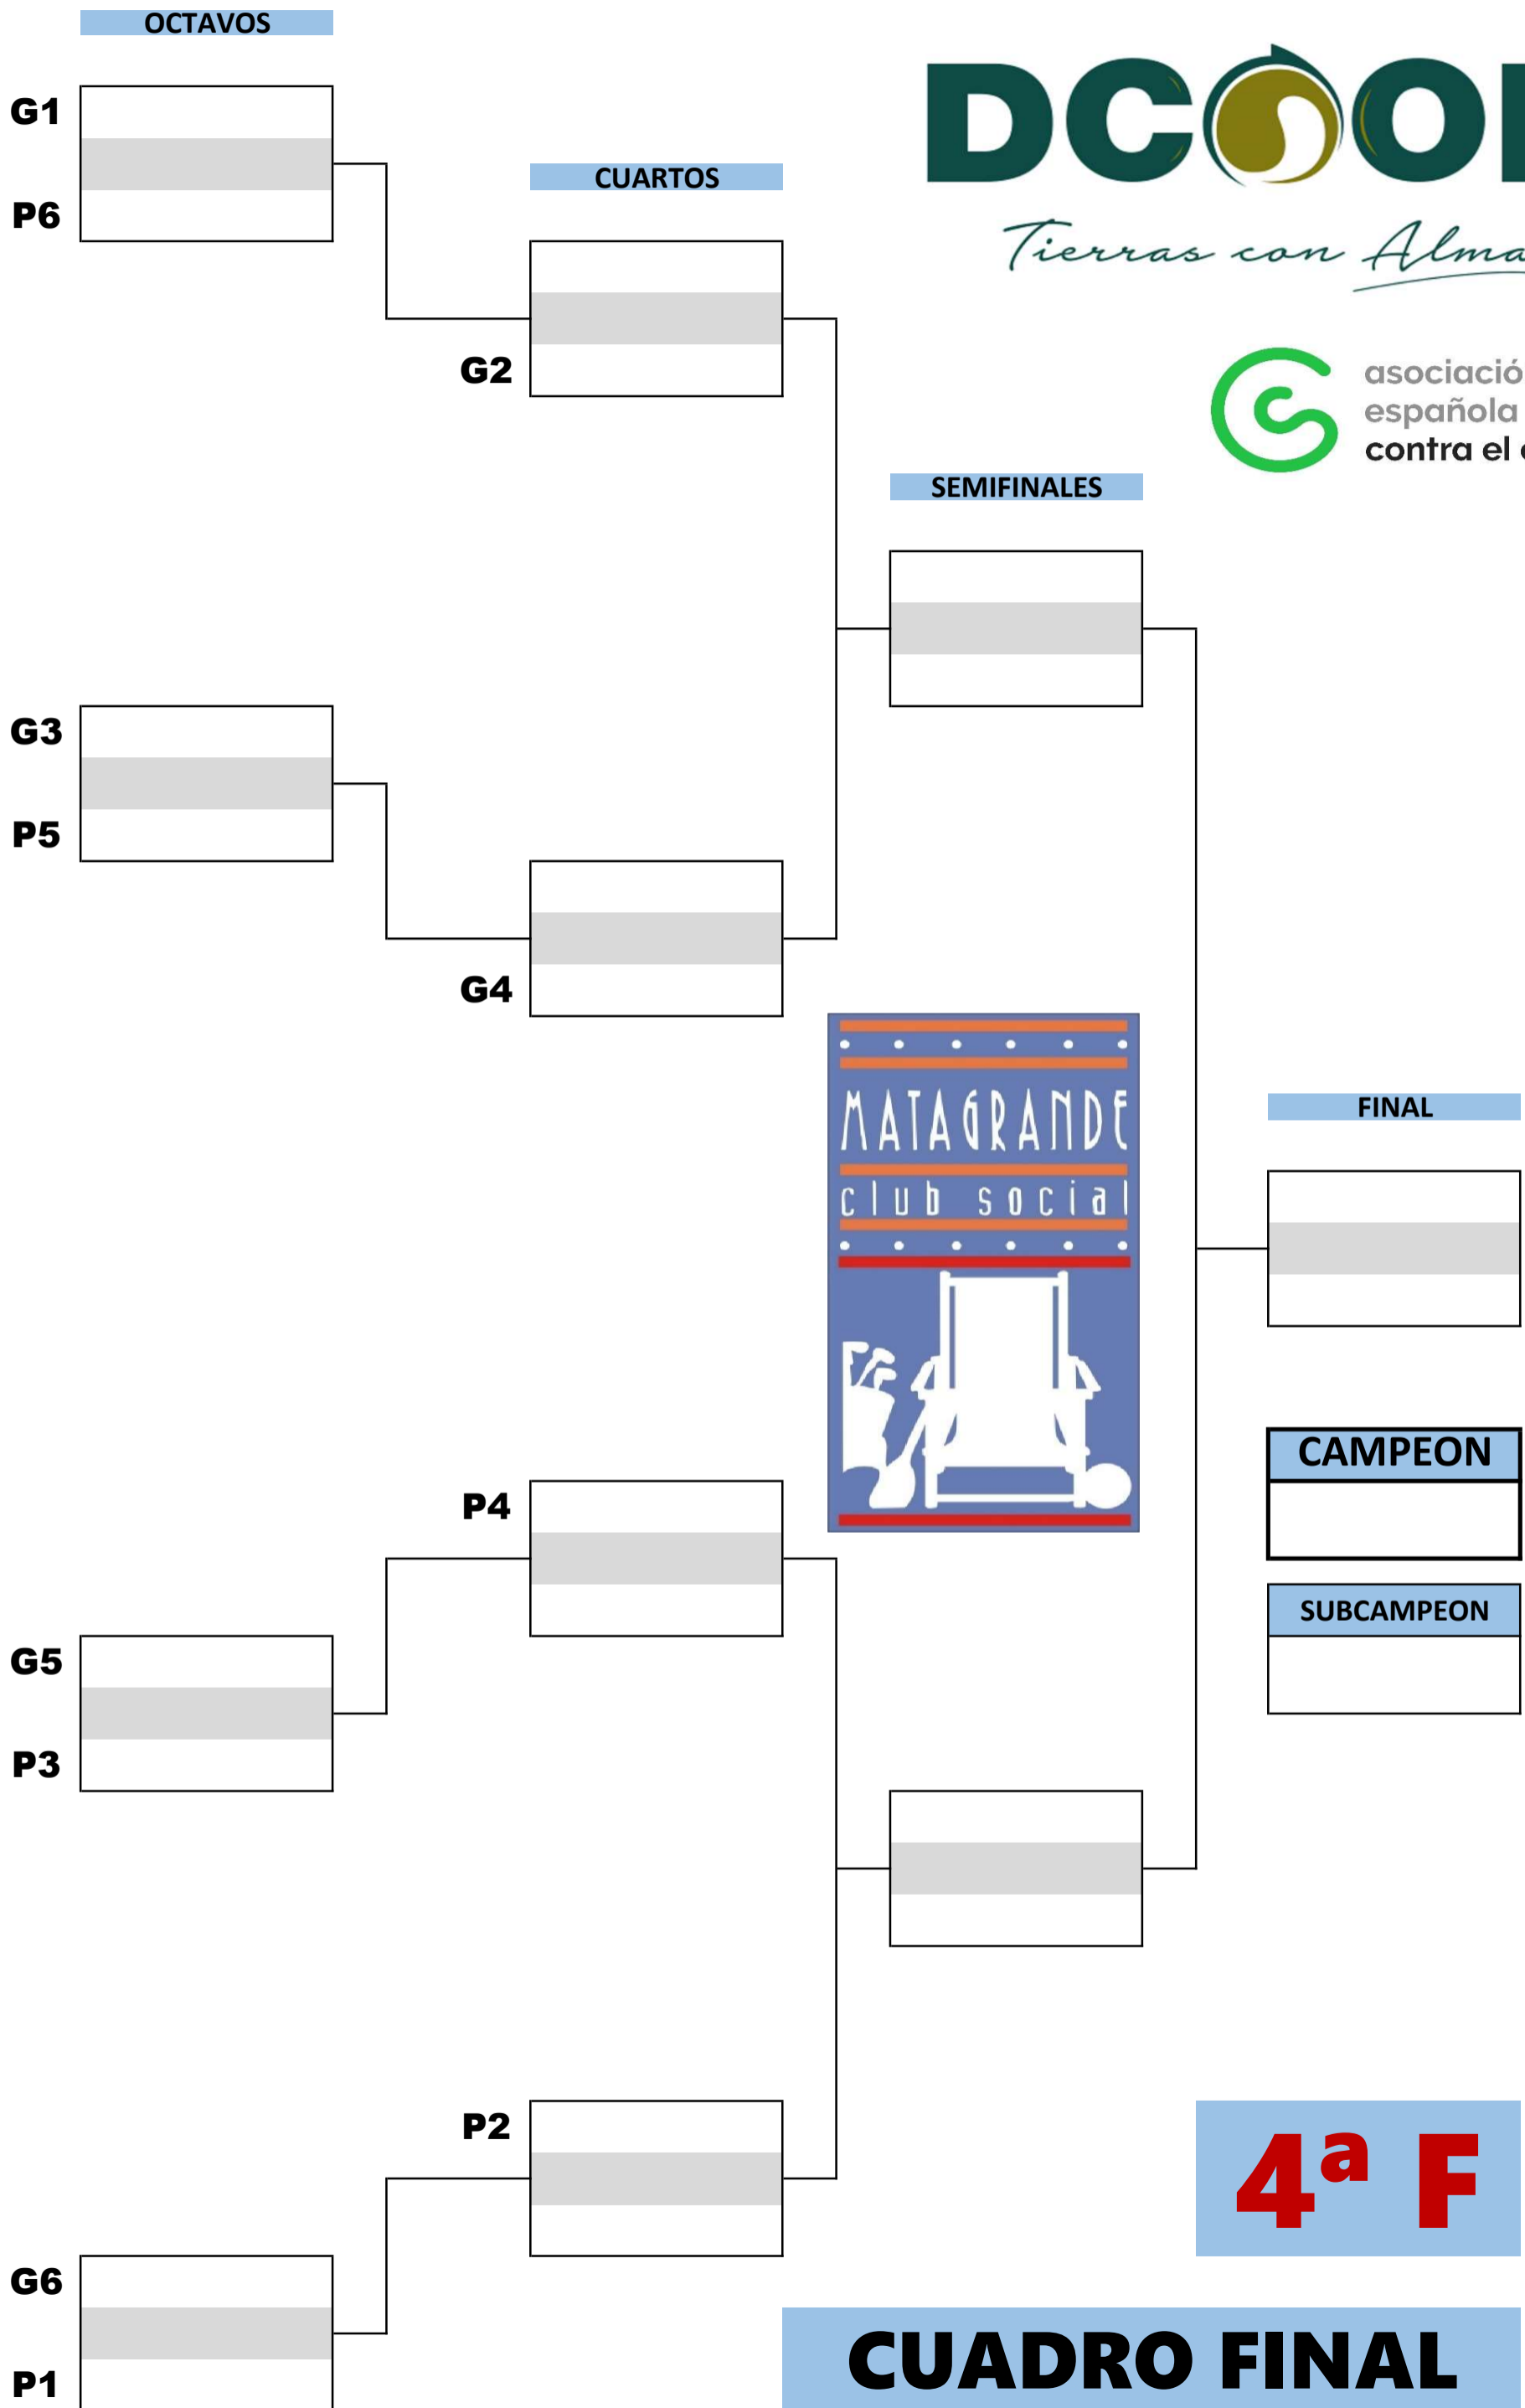 OCTAVOS
G1
P6
CUARTOS
G2
Tierras con Alma
asociació
española
contra el
SEMIFINALES
G3
P5
G4
MATAGRANDE
club social
FINAL
CAMPEON
SUBCAMPEON
P4
G5
P3
P2
4ª F
G6
P1
CUADRO FINAL